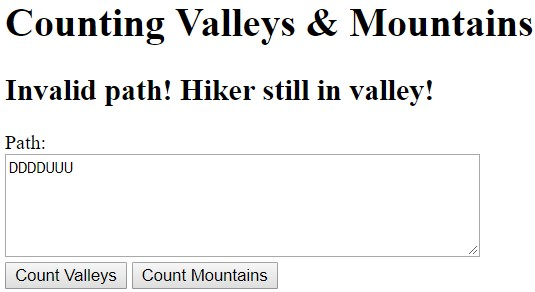 Counting Valleys & Mountains
Invalid path! Hiker still in valley!
Path:
DDDDUUU
Count Valleys Count Mountains